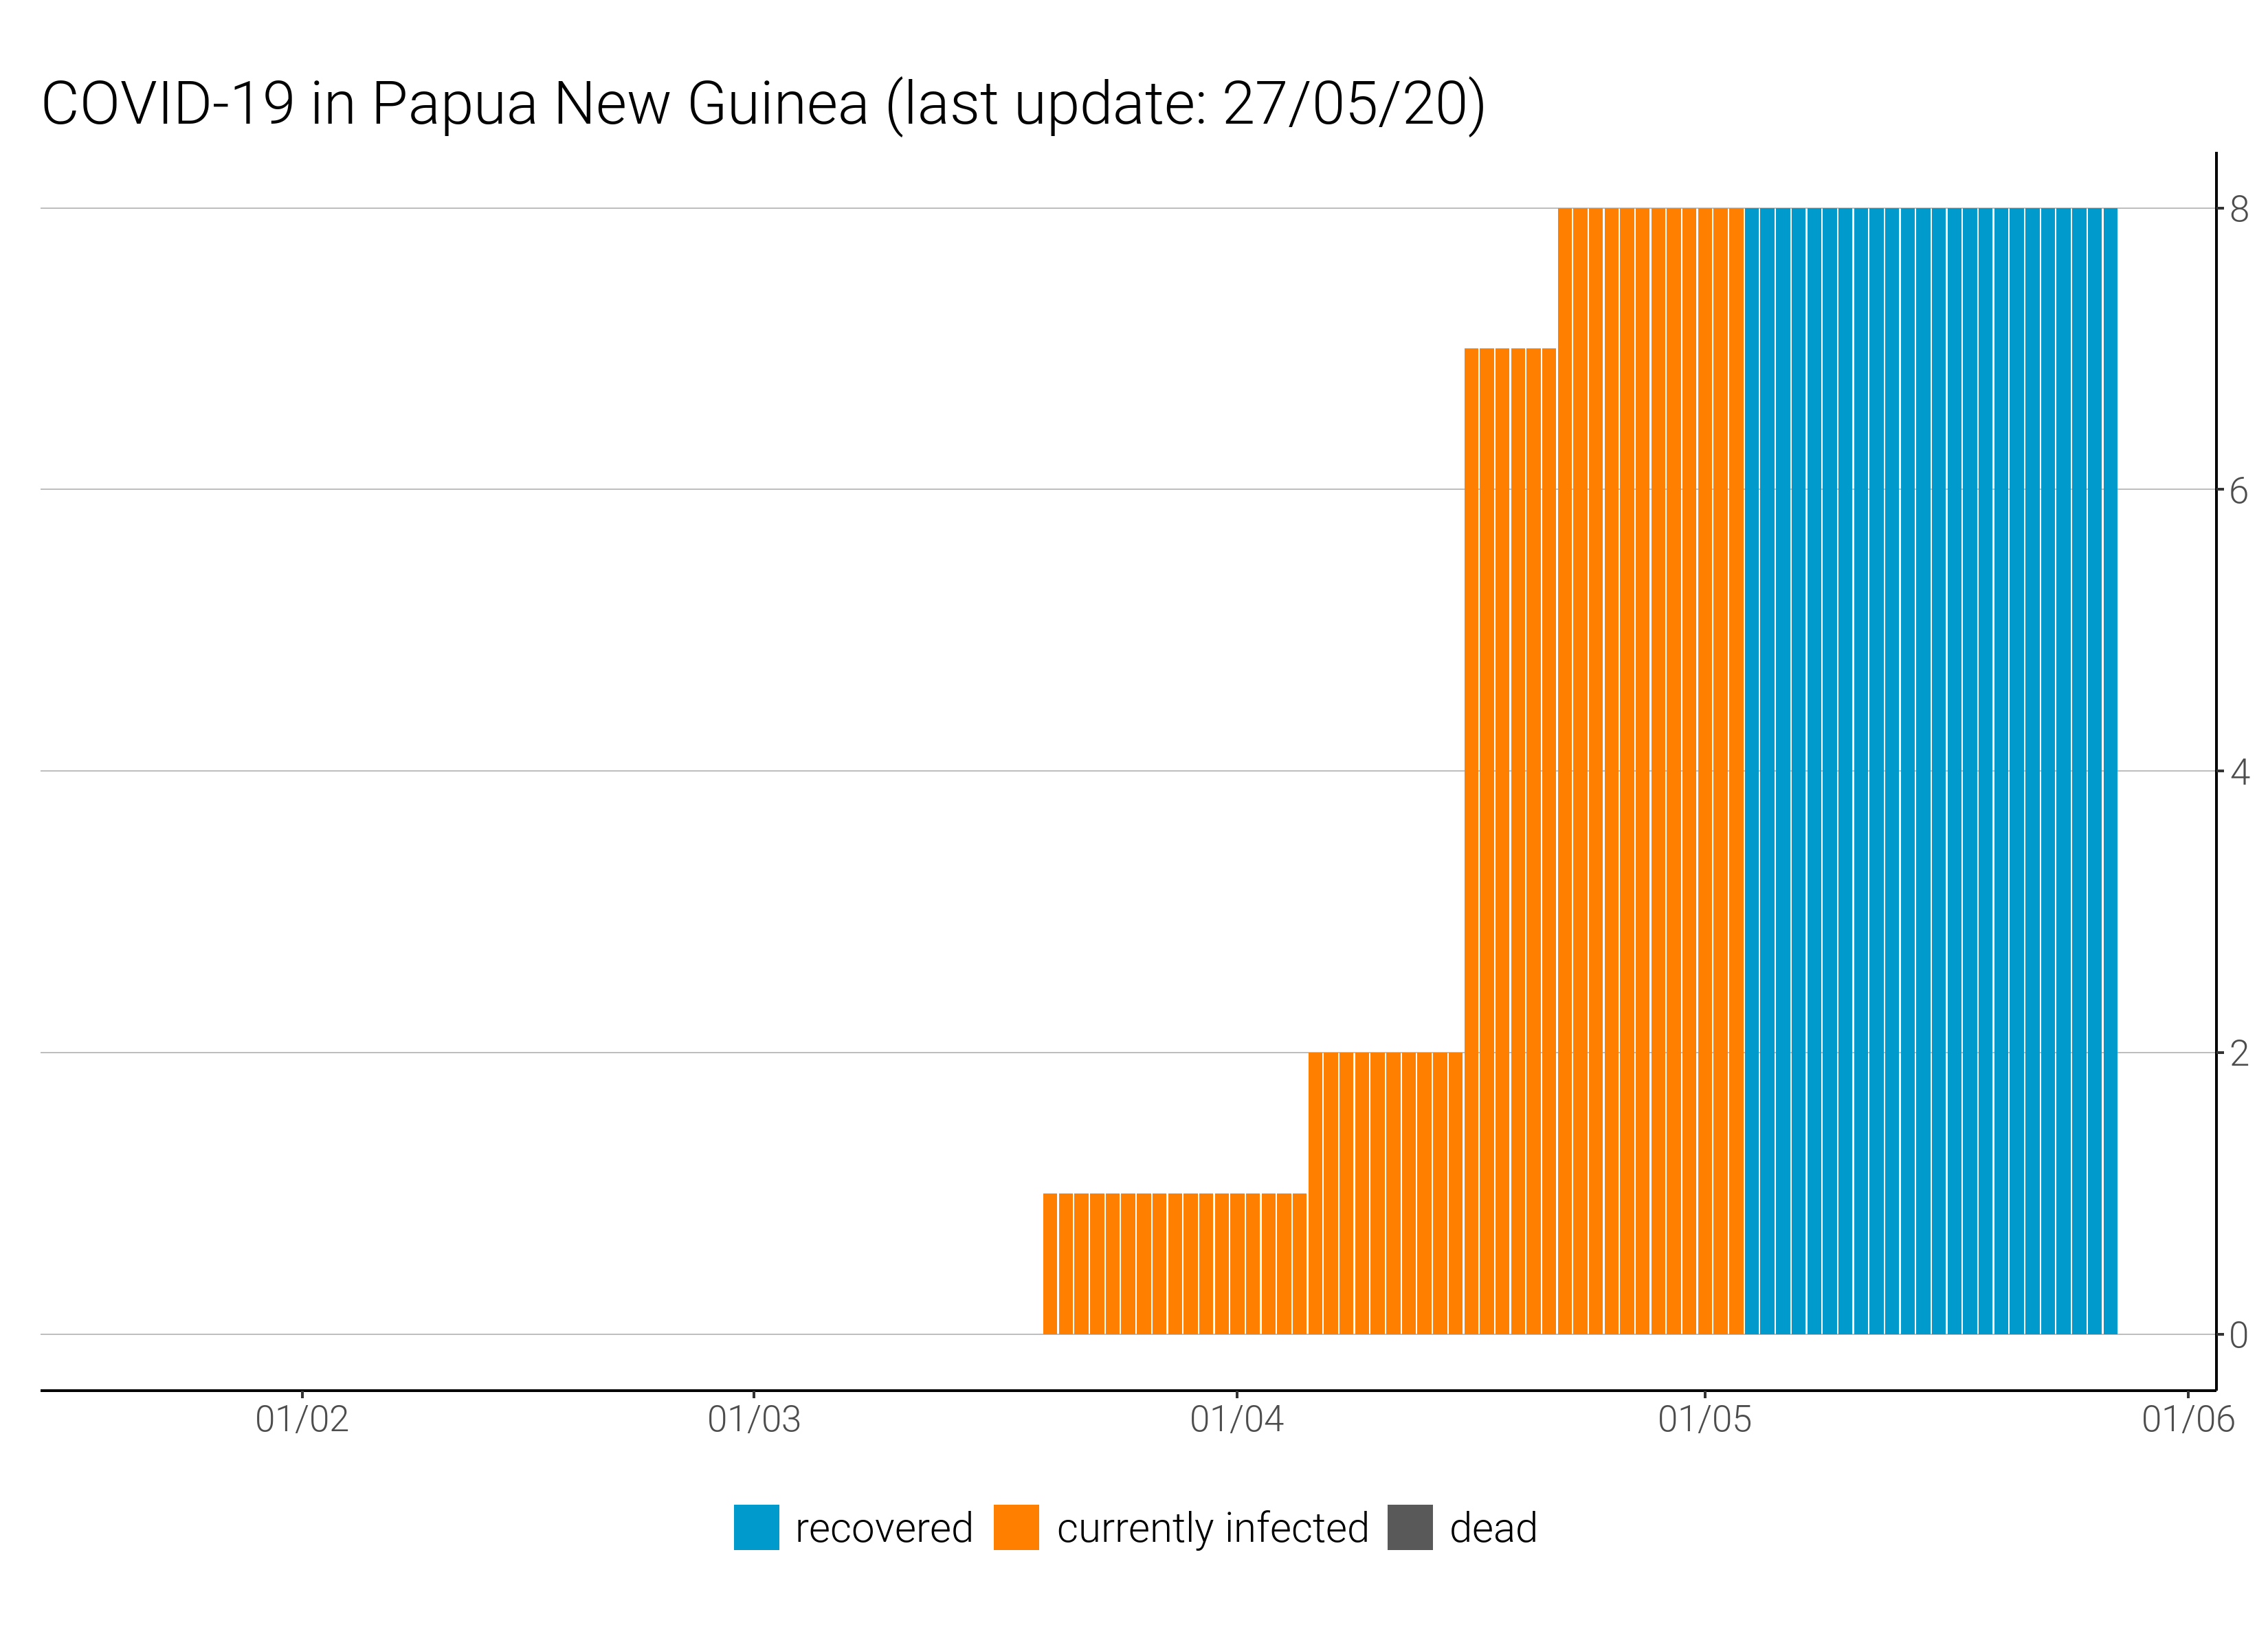 COVID-19 in Papua New Guinea (last update: 27/05/20)
8
6
4
2
0
01/02 01/03 01/04 01/05 01/06
recovered currently infected dead